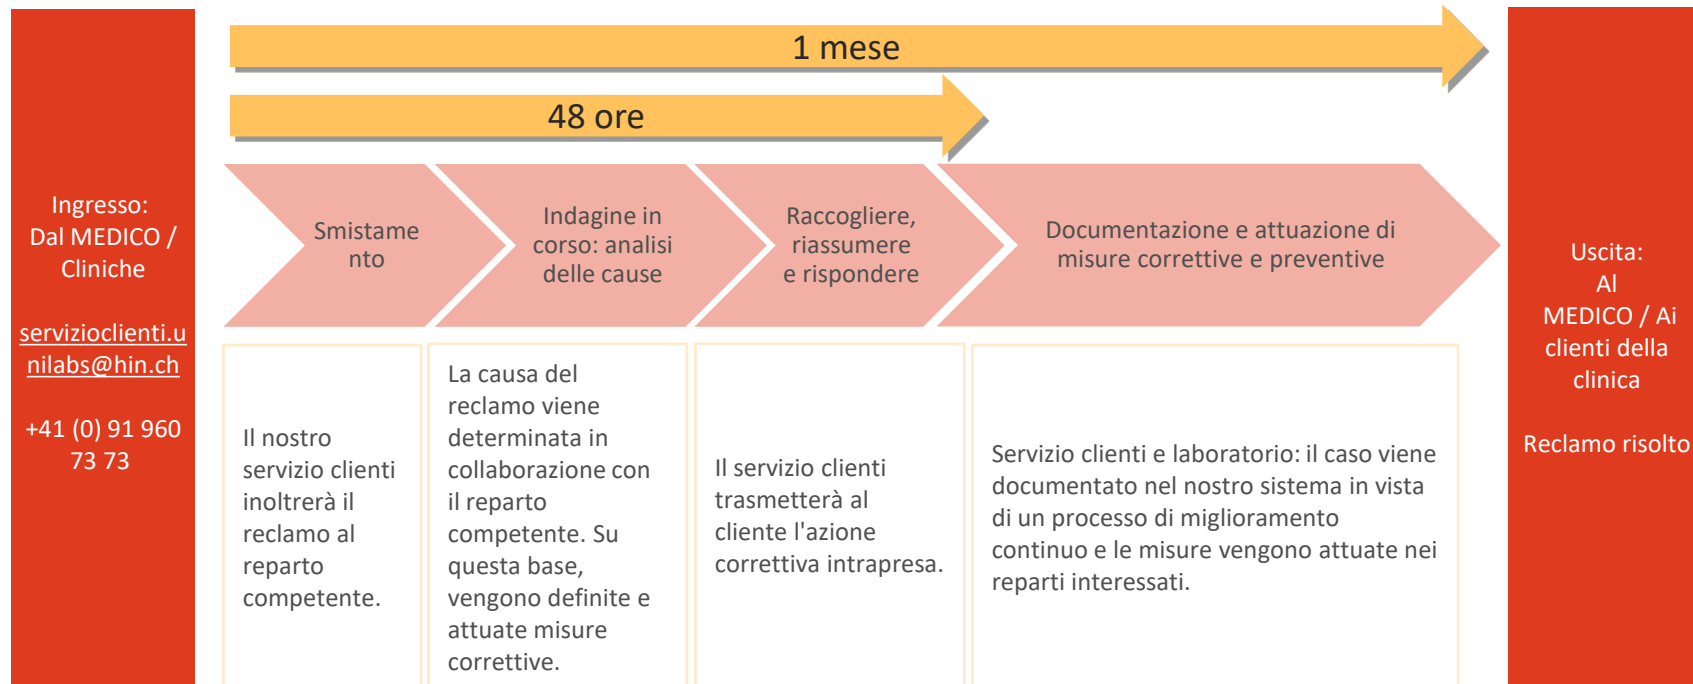 1 mese
48 ore
Ingresso:
Dal MEDICO /
Cliniche
servizioclienti.u
nilabs@hin.ch
+41 (0) 91 960
73 73
Smistame
nto
Indagine in
corso: analisi
delle cause
Raccogliere,
riassumere
e rispondere
Documentazione e attuazione di
misure correttive e preventive
Il nostro
servizio clienti
inoltrerà il
reclamo al
reparto
competente.
La causa del
reclamo viene
determinata in
collaborazione con
il reparto
competente. Su
questa base,
vengono definite e
attuate misure
correttive.
Il servizio clienti
trasmetterà al
cliente l'azione
correttiva intrapresa.
Servizio clienti e laboratorio: il caso viene
documentato nel nostro sistema in vista
di un processo di miglioramento
continuo e le misure vengono attuate nei
reparti interessati.
Uscita:
Al
MEDICO / Ai
clienti della
clinica
Reclamo risolto